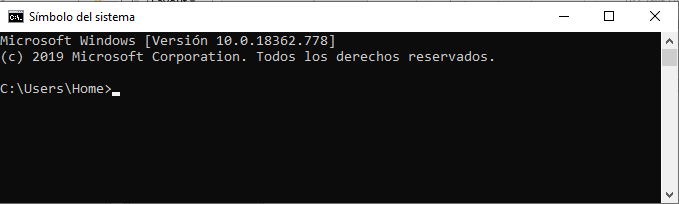 Símbolo del sistema
Microsoft Windows [Versión 10.0.18362.778]
(c) 2019 Microsoft Corporation. Todos los derechos reservados.
C:\Users\Home>